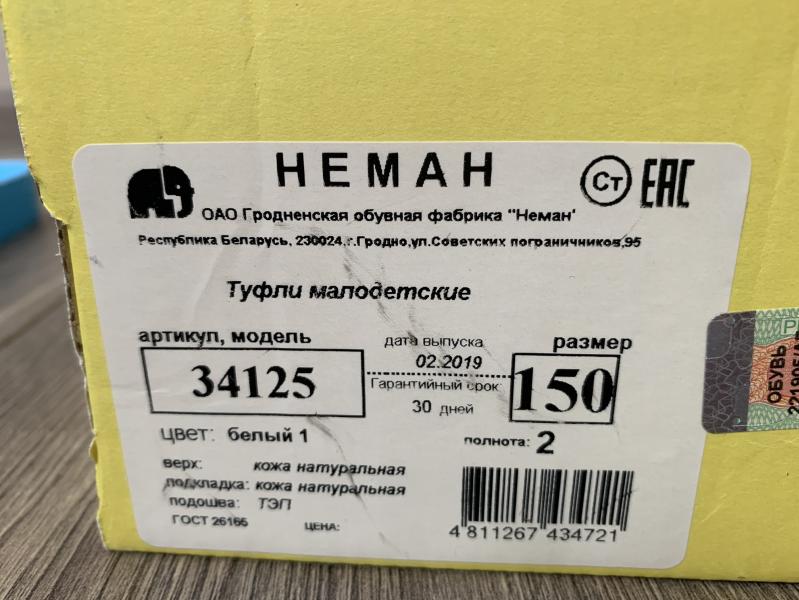 НЕМАН
Ст ЕАС
ОАО Гродненская обувная фабрика "Неман'
Республика Беларусь, 230024,г.Гродно,ул.Советских пограничников,95
Туфли малодетские
артикул, модель
34125
дата выпуска
02.2019
Гарантийный срок:
30 дней
размер
150
цвет: белый 1
полнота: 2
верх: кожа натуральная
подкладка: кожа натуральная
подошва: ТЭП
ГОСТ 26165
ЦЕНА:
4 811267 434721
ОБУВЬ